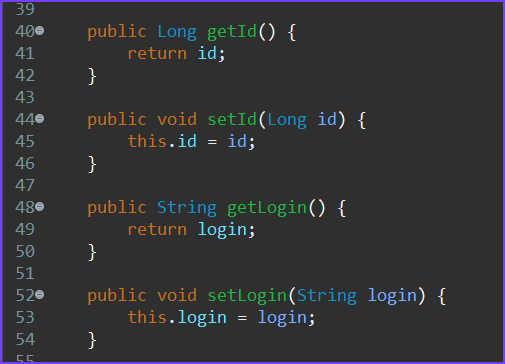 39
40 public Long getId() {
41 return id;
42 }
43
44 public void setId(Long id) {
45 this.id = id;
46 }
47
48 public String getLogin() {
49 return login;
50 }
51
52 public void setLogin(String login) {
53 this.login = login;
54 }
55